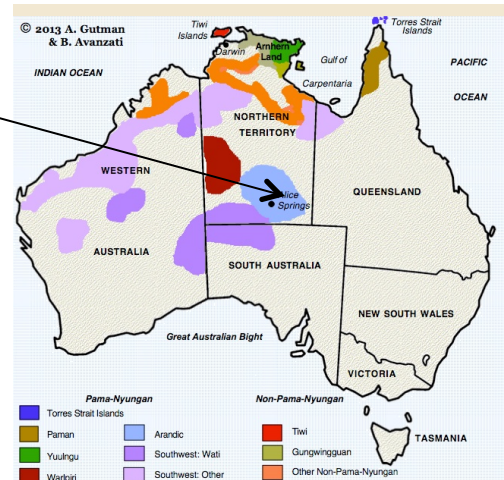 © 2013 A. Gutman
& B. Avanzati
Tiwi
Islands
Torres Strait
Islands
Darwin
Arnhem
Land
Gulf of
Carpentaria
PACIFIC
OCEAN
INDIAN OCEAN
NORTHERN
TERRITORY
WESTERN
AUSTRALIA
QUEENSLAND
Alice
Springs
SOUTH AUSTRALIA
NEW SOUTH WALES
Great Australian Bight
VICTORIA
TASMANIA
Pama-Nyungan
Non-Pama-Nyungan
Torres Strait Islands
Paman
Yuulngu
Warlpiri
Arandic
Southwest: Wati
Southwest: Other
Tiwi
Gungwingguan
Other Non-Pama-Nyungan